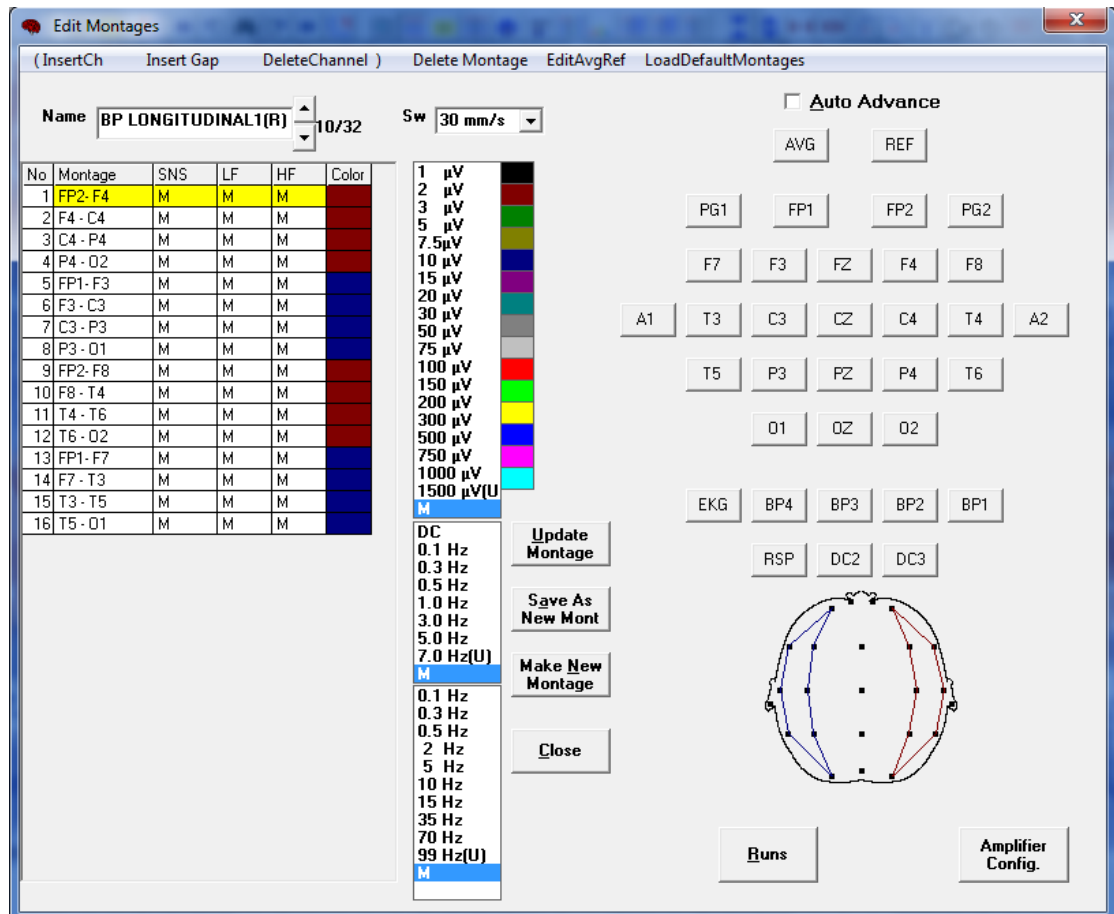 Edit Montages
( InsertCh Insert Gap DeleteChannel ) Delete Montage EditAvgRef LoadDefaultMontages
Name BP LONGITUDINAL1(R) 10/32 Sw 30 mm/s
Auto Advance
AVG REF
No Montage SNS LF HF Color
1 FP2- F4 M M M
2 F4 - C4 M M M
3 C4 - P4 M M M
4 P4 - O2 M M M
5 FP1- F3 M M M
6 F3 - C3 M M M
7 C3 - P3 M M M
8 P3 - O1 M M M
9 FP2- F8 M M M
10 F8 - T4 M M M
11 T4 - T6 M M M
12 T6 - O2 M M M
13 FP1- F7 M M M
14 F7 - T3 M M M
15 T3 - T5 M M M
16 T5 - O1 M M M
1 µV
2 µV
3 µV
5 µV
7.5µV
10 µV
15 µV
20 µV
30 µV
50 µV
75 µV
100 µV
150 µV
200 µV
300 µV
500 µV
750 µV
1000 µV
1500 µV(U
M
DC
0.1 Hz
0.3 Hz
0.5 Hz
1.0 Hz
3.0 Hz
5.0 Hz
7.0 Hz(U)
M
0.1 Hz
0.3 Hz
0.5 Hz
2 Hz
5 Hz
10 Hz
15 Hz
35 Hz
70 Hz
99 Hz(U)
M
Update
Montage
Save As
New Mont
Make New
Montage
Close
PG1 FP1 FP2 PG2
F7 F3 FZ F4 F8
A1 T3 C3 CZ C4 T4 A2
T5 P3 PZ P4 T6
O1 OZ O2
EKG BP4 BP3 BP2 BP1
RSP DC2 DC3
Runs
Amplifier
Config.